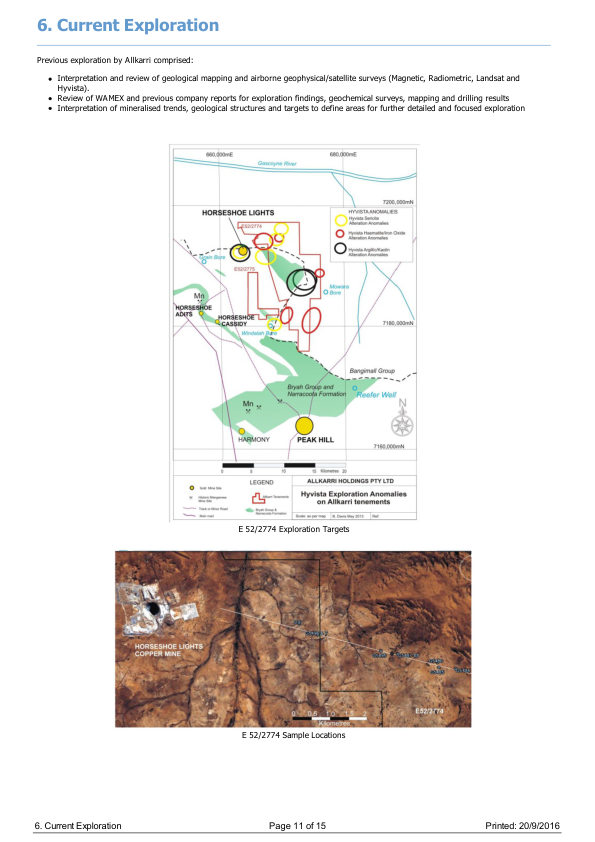 6. Current Exploration
Previous exploration by Allkarri comprised:
• Interpretation and review of geological mapping and airborne geophysical/satellite surveys (Magnetic, Radiometric, Landsat and
Hyvista).
• Review of WAMEX and previous company reports for exploration findings, geochemical surveys, mapping and drilling results
• Interpretation of mineralised trends, geological structures and targets to define areas for further detailed and focused exploration
660,000mE
680,000mE
Gascoyne River
7200,000mN
HORSESHOE LIGHTS
HYVISTA ANOMALIES
Hyvista Sericite
Alteration Anomalies
Hyvista Haematite/Iron Oxide
Alteration Anomalies
Hyvista Argillic/Kaolin
Alteration Anomalies
E52/2774
Bore
Mowara
Bore
Mn
HORSESHOE
ADITS
HORSESHOE
CASSIDY
7180,000mN
Windalah Bore
Bangimall Group
Bryah Group and
Narracoota Formation
Reefer Well
Mn
N
HARMONY
PEAK HILL
7160,000mN
0 5 10 Kilometres 20
LEGEND
Gold Mine Site
Historic Manganese
Mine Site
Track or Minor Road
Main road
Allkarri Tenements
Bryah Group &
Narracoota Formation
ALLKARRI HOLDINGS PTY LTD
Hyvista Exploration Anomalies
on Allkarri tenements
Scale: as per map
B. Davis May 2013
E 52/2774 Exploration Targets
HORSESHOE LIGHTS
COPPER MINE
0 0.5 1.0 1.5 2
Kilometres
E52/2774
E 52/2774 Sample Locations
6. Current Exploration
Page 11 of 15
Printed: 20/9/2016